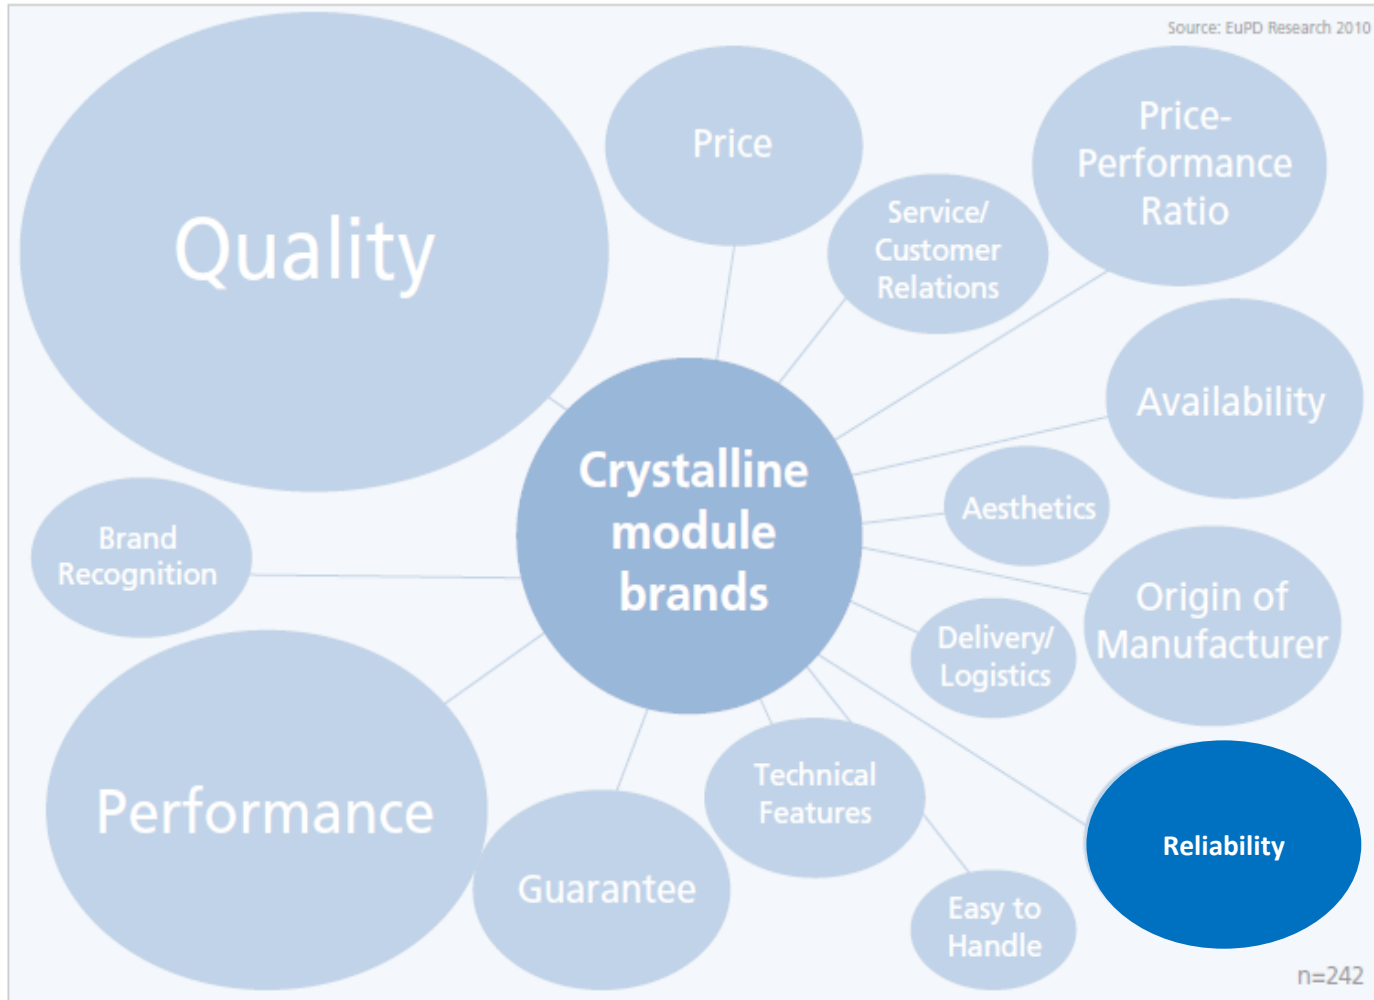 Source: EuPD Research 2010
Quality
Price
Price-
Performance
Ratio
Service/
Customer
Relations
Availability
Crystalline
module
brands
Aesthetics
Brand
Recognition
Origin of
Manufacturer
Delivery/
Logistics
Performance
Technical
Features
Reliability
Guarantee
Easy to
Handle
n=242